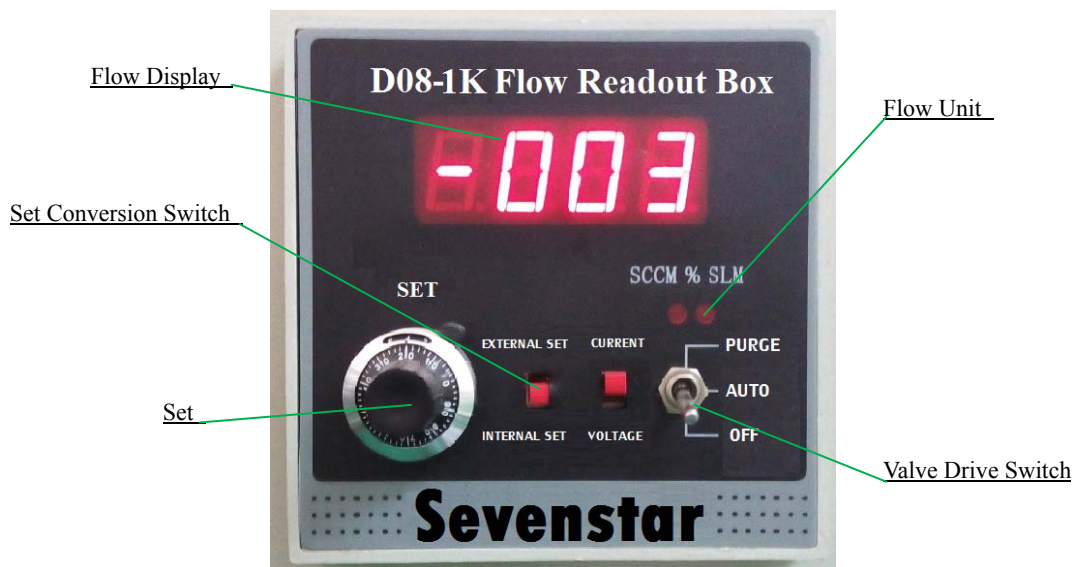 D08-1K Flow Readout Box
Flow Display
Flow Unit
-003
Set Conversion Switch
SCCM % SLM
SET
EXTERNAL SET
CURRENT
PURGE
AUTO
Set
INTERNAL SET
VOLTAGE
OFF
Valve Drive Switch
Sevenstar